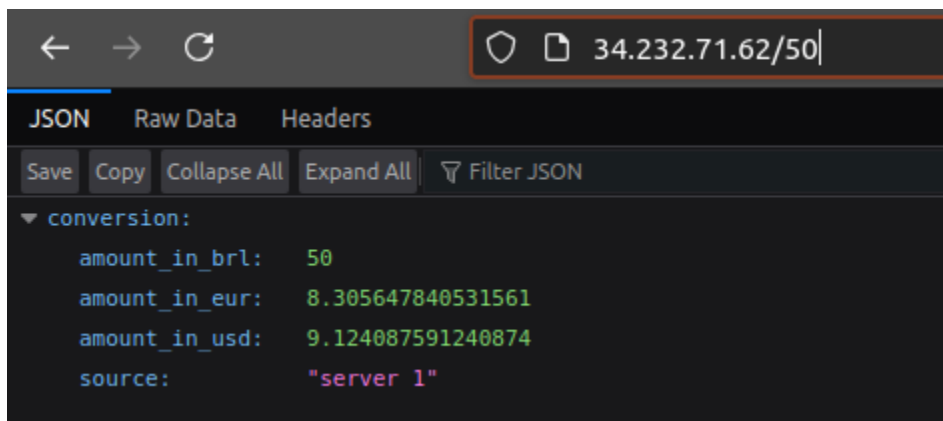 34.232.71.62/50
JSON Raw Data Headers
Save Copy Collapse All Expand All Filter JSON
conversion:
amount_in_brl: 50
amount_in_eur: 8.305647840531561
amount_in_usd: 9.124087591240874
source: "server 1"